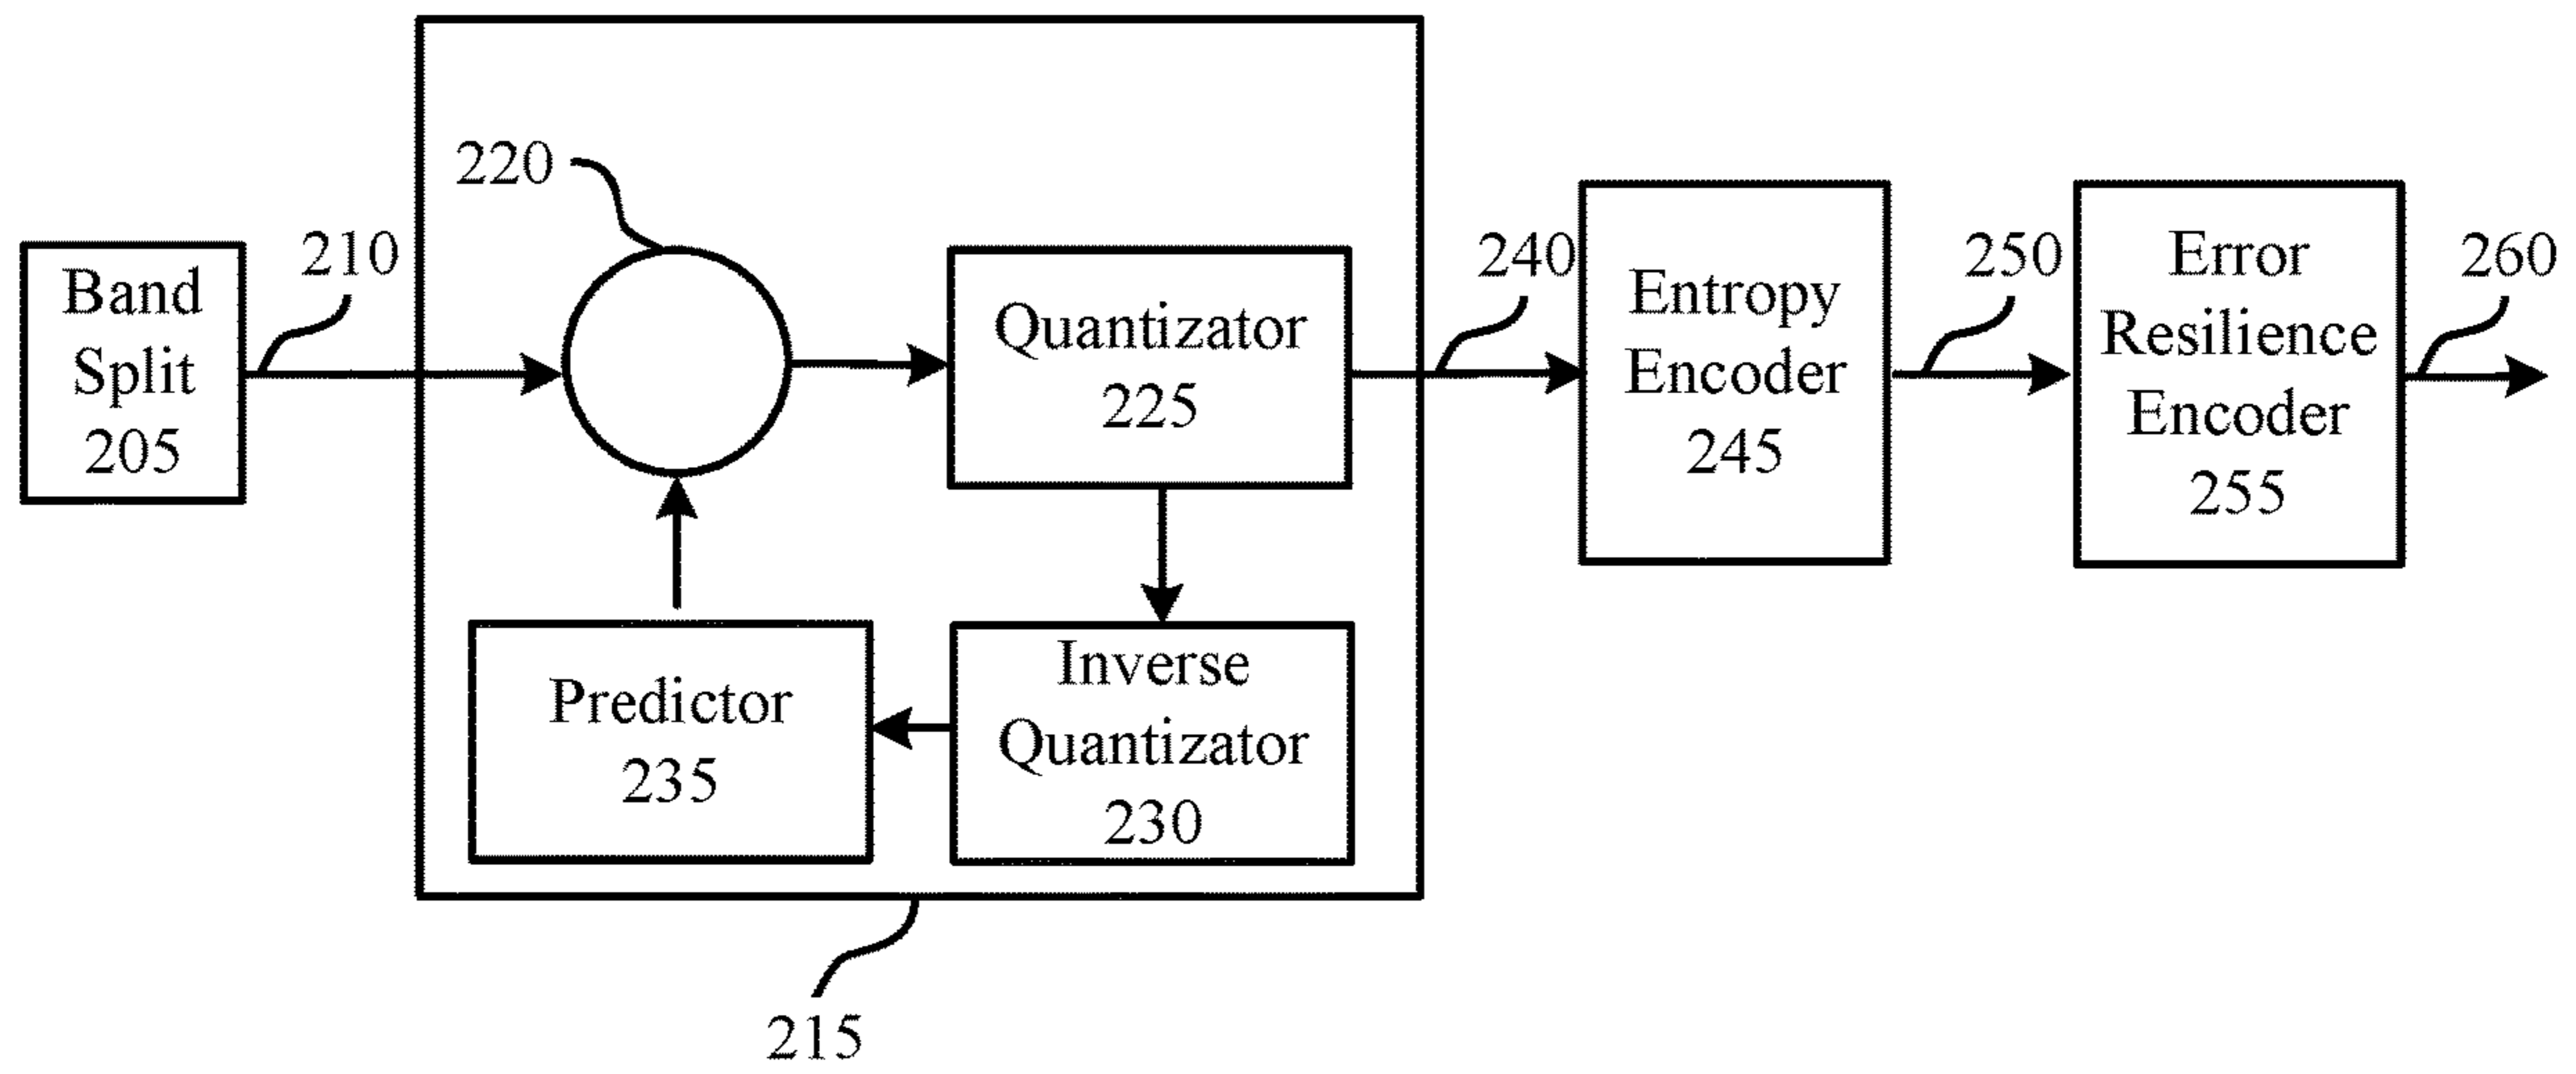 220
210
Band
Split
205
Quantizator
225
240
Entropy
Encoder
245
250
Error
Resilience
Encoder
255
260
Predictor
235
Inverse
Quantizator
230
215